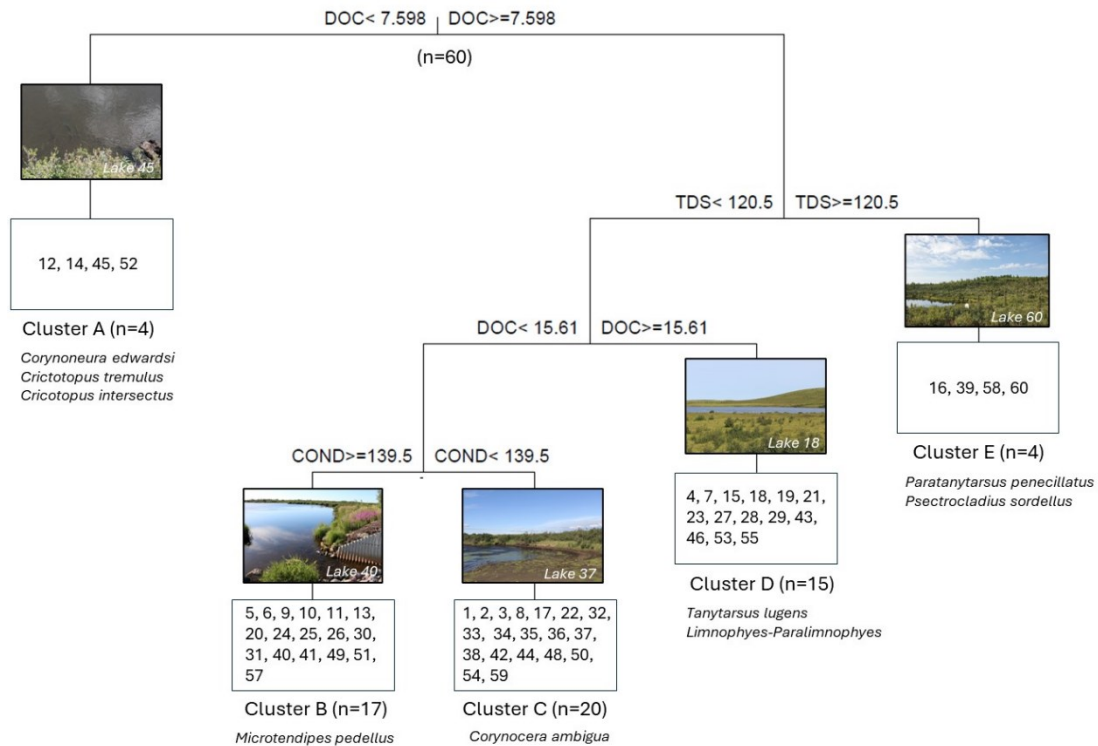 DOC< 7.598 DOC>=7.598
(n=60)
Lake 45
12, 14, 45, 52
Cluster A (n=4)
Corynoneura edwardsi
Crictotopus tremulus
Cricotopus intersectus
TDS< 120.5 TDS>=120.5
Lake 60
16, 39, 58, 60
Cluster E (n=4)
Paratanytarsus penecillatus
Psectrocladius sordellus
DOC< 15.61 DOC>=15.61
Lake 18
4, 7, 15, 18, 19, 21,
23, 27, 28, 29, 43,
46, 53, 55
Cluster D (n=15)
Tanytarsus lugens
Limnophyes-Paralimnophyes
COND>=139.5 COND< 139.5
Lake 40
5, 6, 9, 10, 11, 13,
20, 24, 25, 26, 30,
31, 40, 41, 49, 51,
57
Cluster B (n=17)
Microtendipes pedellus
Lake 37
1, 2, 3, 8, 17, 22, 32,
33, 34, 35, 36, 37,
38, 42, 44, 48, 50,
54, 59
Cluster C (n=20)
Corynocera ambigua